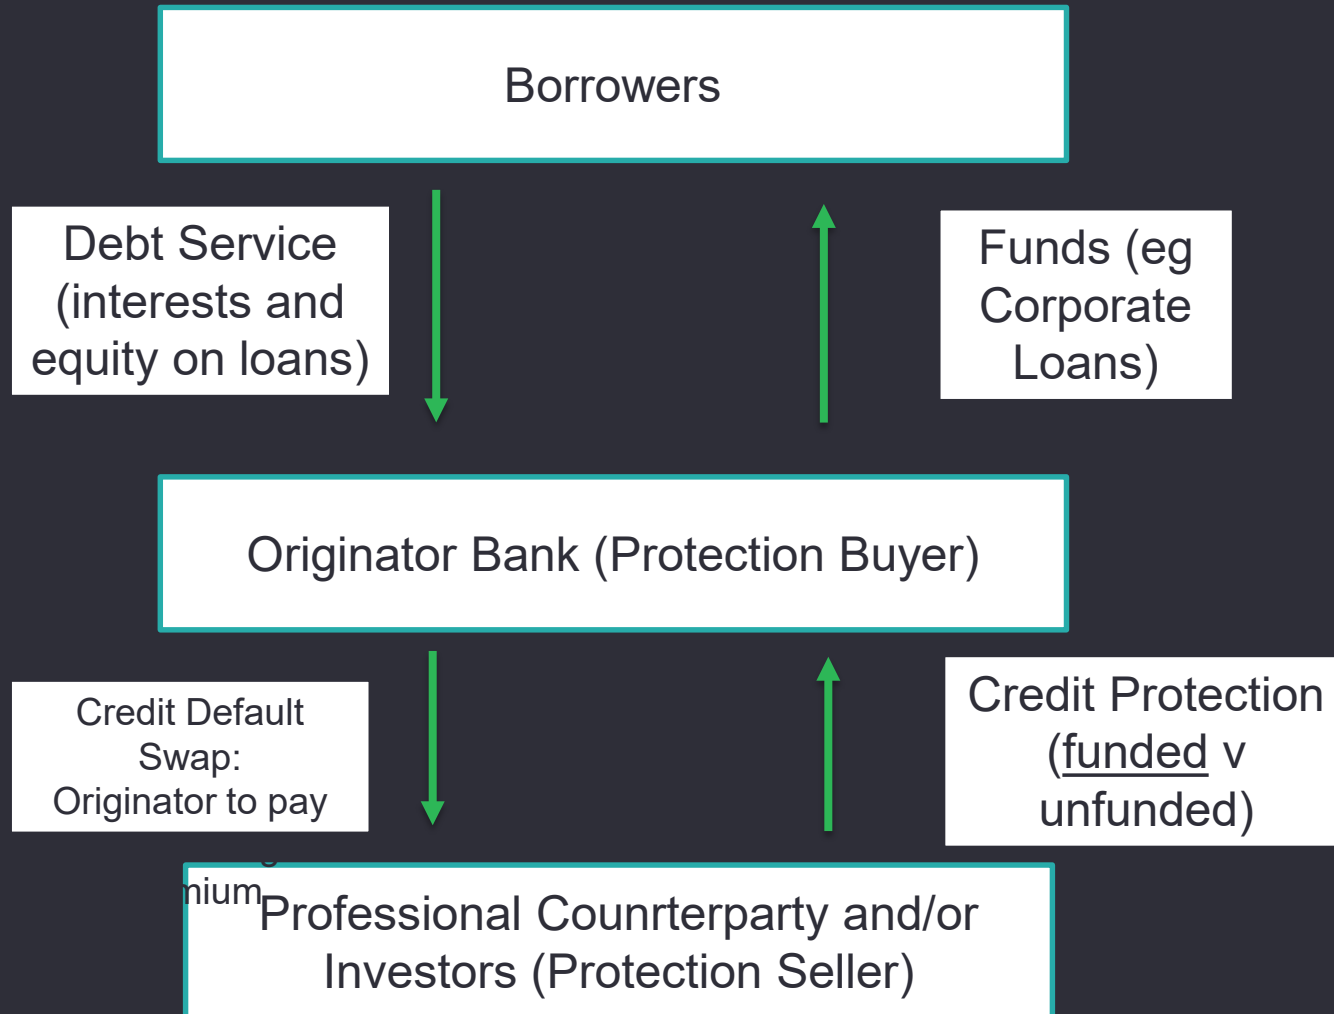 Borrowers
Debt Service
(interests and
equity on loans)
Funds (eg
Corporate
Loans)
Originator Bank (Protection Buyer)
Credit Default
Swap:
Originator to pay
Credit Protection
(funded v
unfunded)
mium
Professional Counrterparty and/or
Investors (Protection Seller)